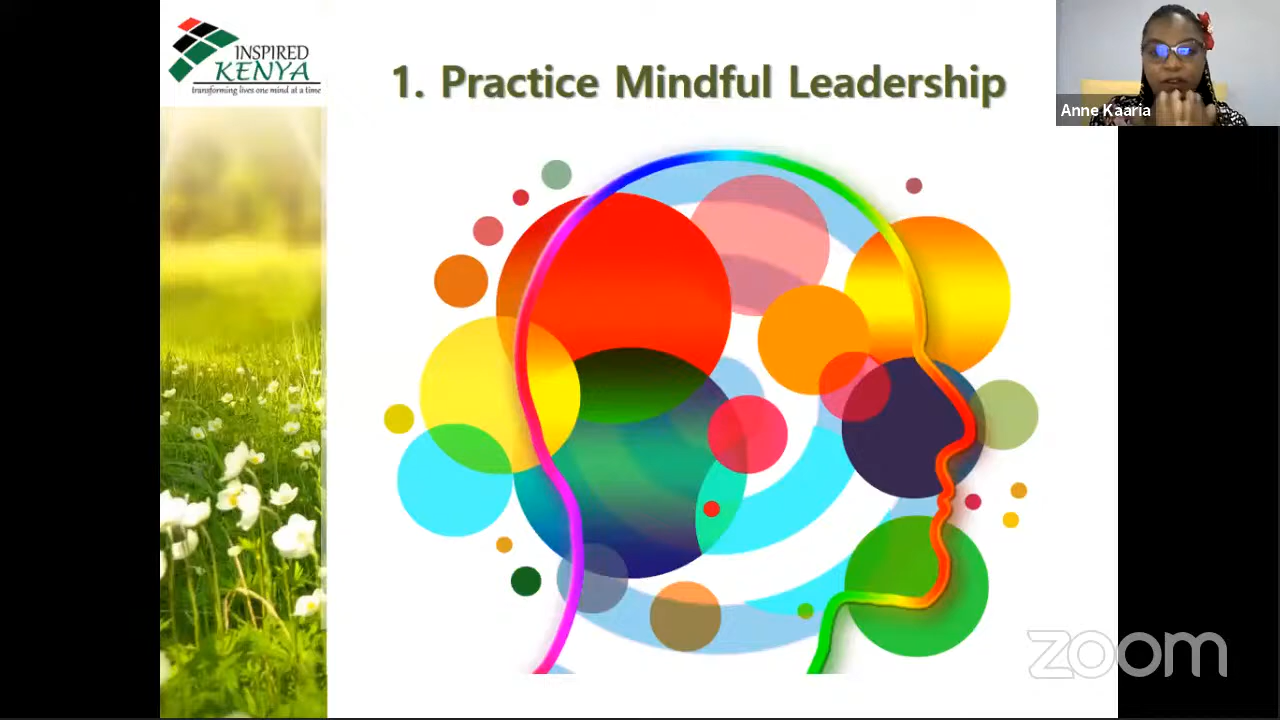 INSPIRED
KENYA
transforming lives one mind at a time
1. Practice Mindful Leadership
Anne Kaaria
zoom